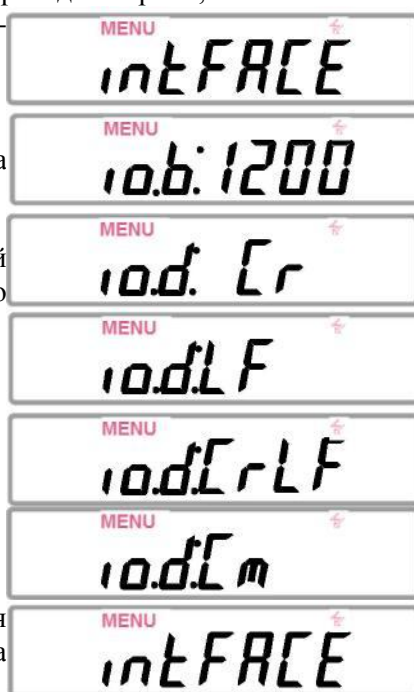 MENU
intFACE
MENU
io.b: 1200
а
MENU
io.d. Cr
й
о
MENU
io.d.LF
MENU
io.d.CrLF
MENU
io.d.Cm
MENU
intFACE
я
а